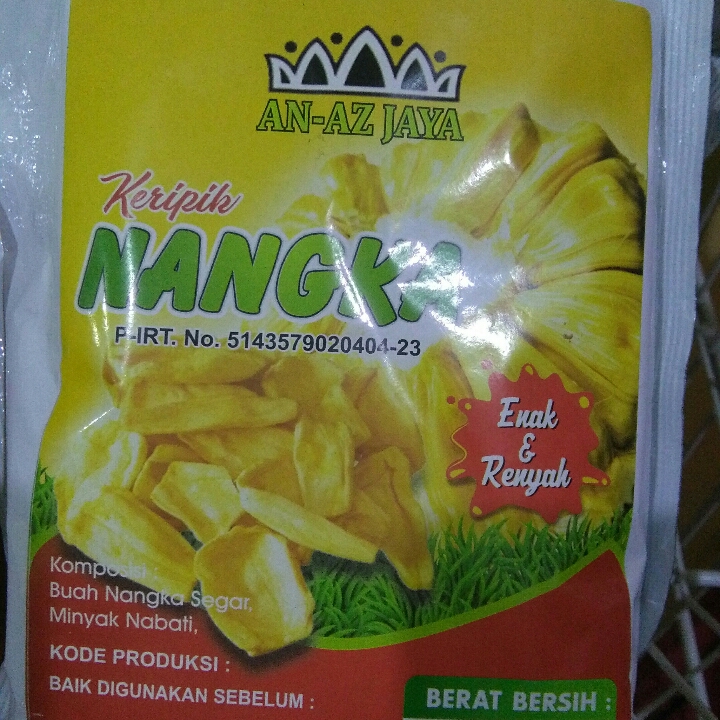 AN-AZ JAYA
Keripik
NANGKA
P-IRT. No. 5143579020404-23
Enak
&
Renyah
Komposisi :
Buah Nangka Segar,
Minyak Nabati,
KODE PRODUKSI :
BAIK DIGUNAKAN SEBELUM :
BERAT BERSIH :